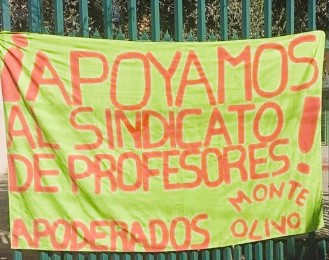 ¡APOYAMOS
AL SINDICATO
DE PROFESORES!
APODERADOS MONTE
OLIVO